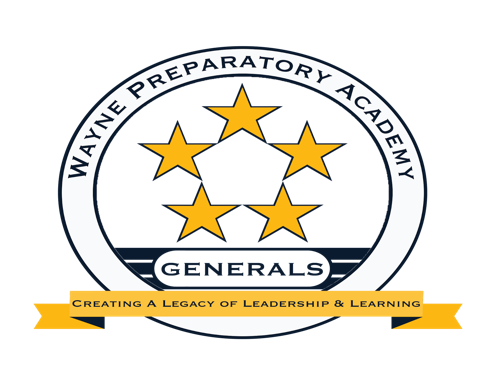 WAYNE PREPARATORY ACADEMY
GENERALS
CREATING A LEGACY OF LEADERSHIP & LEARNING